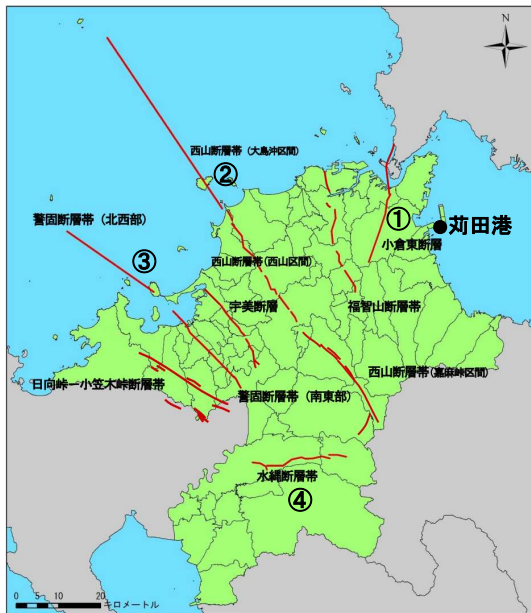 N
西山断層帯(大島沖区間)
②
警固断層帯(北西部)
①
苅田港
小倉東断層
③
西山断層帯(西山区間)
宇美断層
福智山断層帯
西山断層帯(嘉麻峠区間)
日向峠ー小笠木峠断層帯
警固断層帯(南東部)
水縄断層帯
④
0 5 10 20
キロメートル